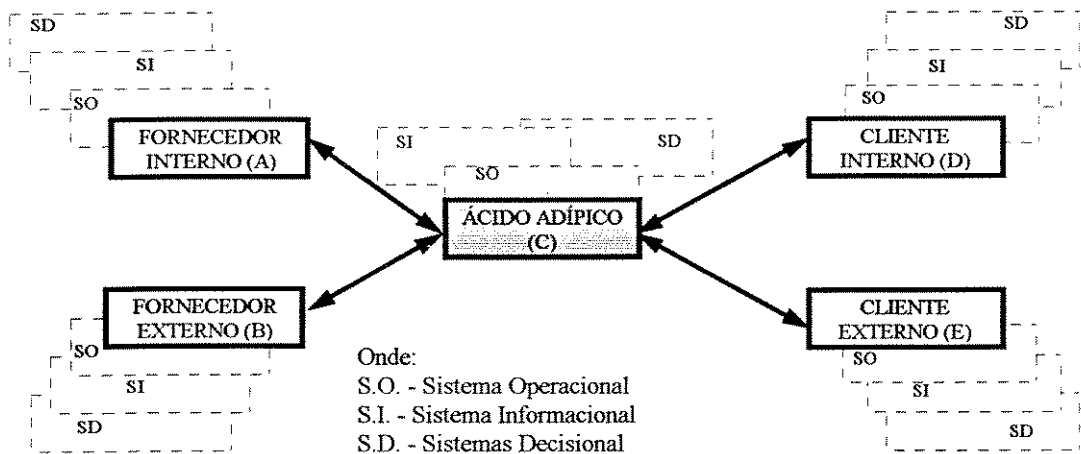 SD
SI
SO
FORNECEDOR
INTERNO (A)
SD
SI
SO
CLIENTE
INTERNO (D)
SI
SD
SO
ÁCIDO ADÍPICO
(C)
FORNECEDOR
EXTERNO (B)
SO
SI
SD
CLIENTE
EXTERNO (E)
SO
SI
SD
Onde:
S.O. - Sistema Operacional
S.I. - Sistema Informacional
S.D. - Sistemas Decisional